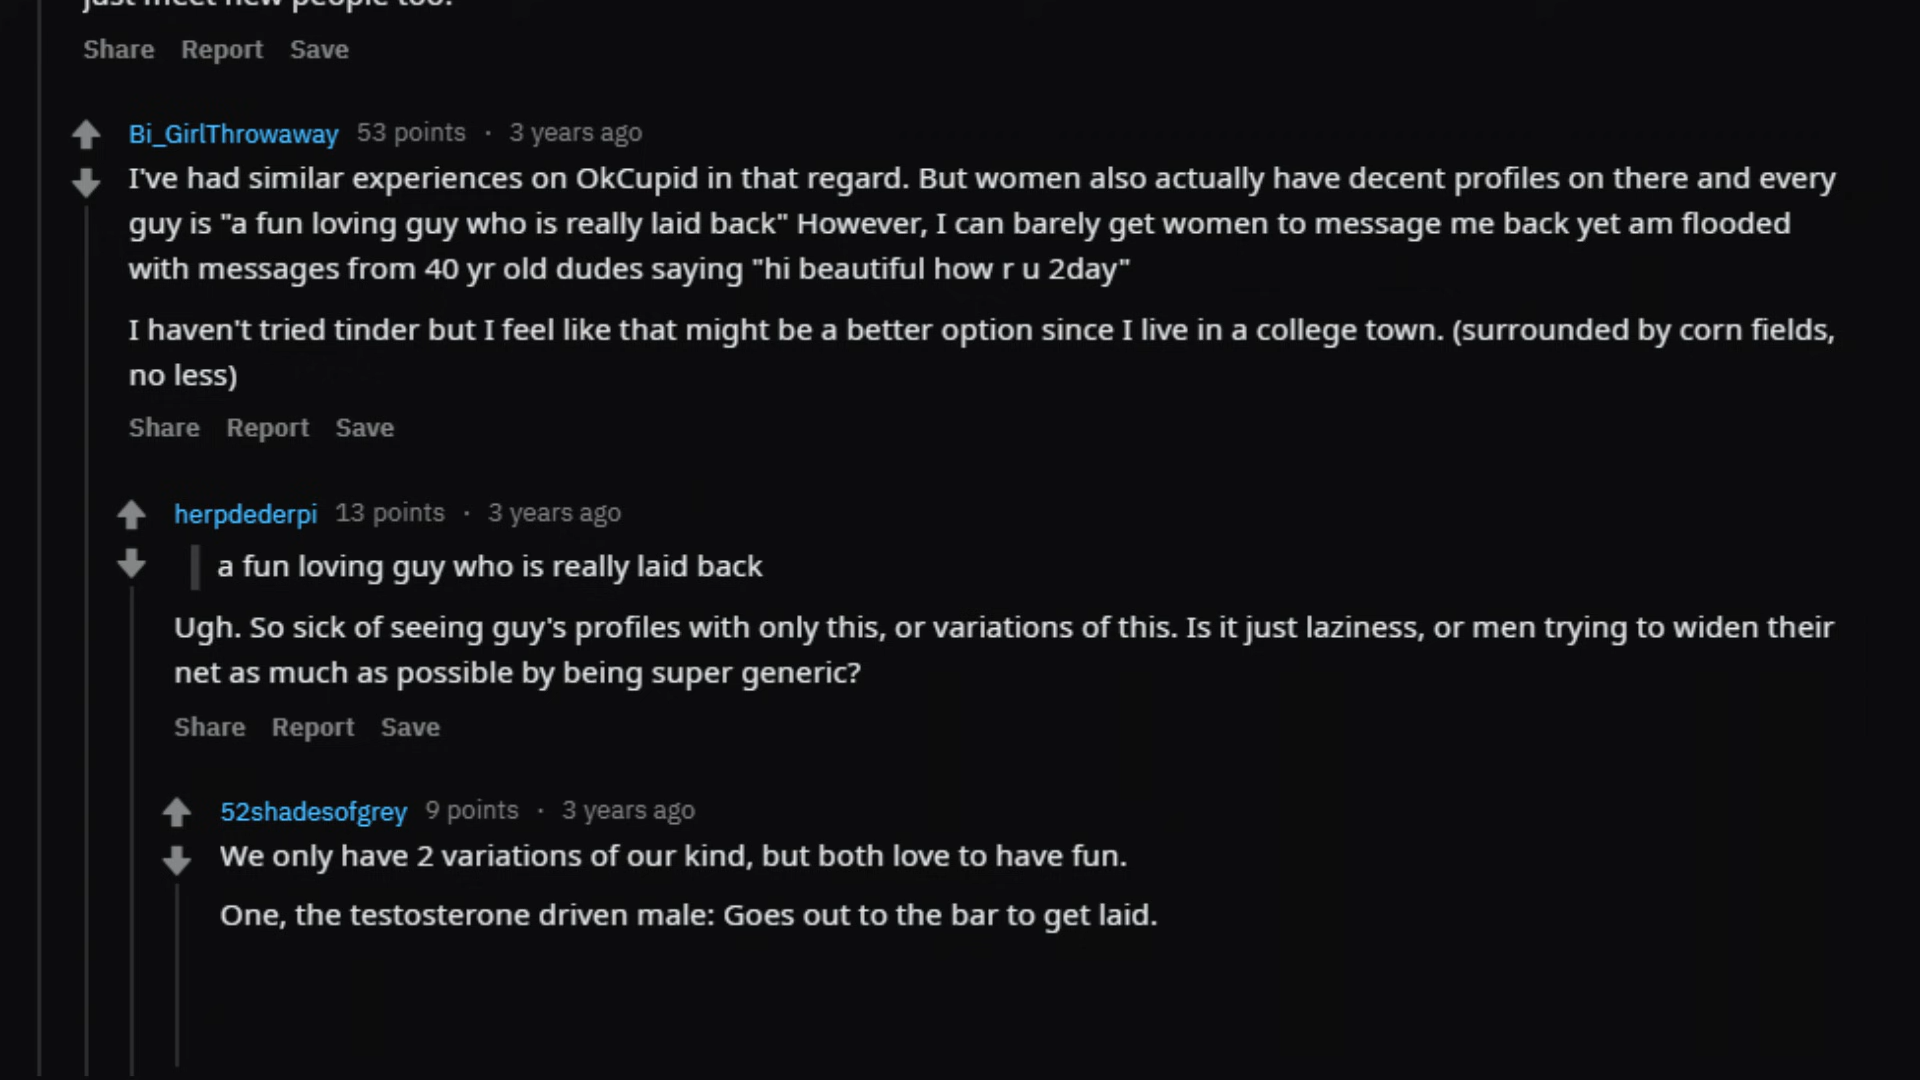 just meet new people too.
Share Report Save
Bi_GirlThrowaway 53 points · 3 years ago
I've had similar experiences on OkCupid in that regard. But women also actually have decent profiles on there and every
guy is "a fun loving guy who is really laid back" However, I can barely get women to message me back yet am flooded
with messages from 40 yr old dudes saying "hi beautiful how r u 2day"
I haven't tried tinder but I feel like that might be a better option since I live in a college town. (surrounded by corn fields,
no less)
Share Report Save
herpdederpi 13 points · 3 years ago
a fun loving guy who is really laid back
Ugh. So sick of seeing guy's profiles with only this, or variations of this. Is it just laziness, or men trying to widen their
net as much as possible by being super generic?
Share Report Save
52shadesofgrey 9 points · 3 years ago
We only have 2 variations of our kind, but both love to have fun.
One, the testosterone driven male: Goes out to the bar to get laid.